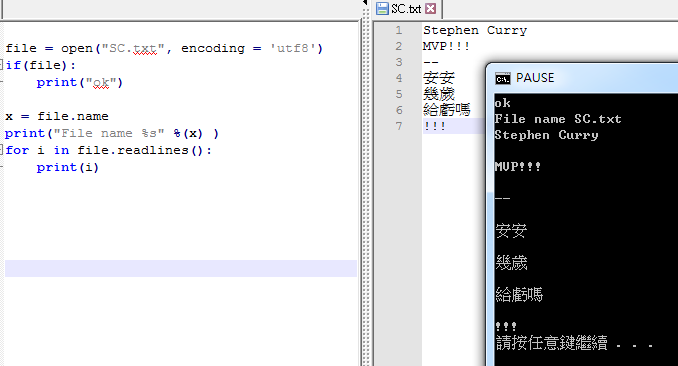 file = open("SC.txt", encoding = 'utf8')
if(file):
    print("ok")
x = file.name
print("File name %s" %(x) )
for i in file.readlines():
    print(i)
SC.txt
1 Stephen Curry
2 MVP!!!
3 --
4 安安
5 幾歲
6 給虧嗎
7 !!!
C:\. PAUSE
ok
File name SC.txt
Stephen Curry
MVP!!!
--
安安
幾歲
給虧嗎
!!!
請按任意鍵繼續 . . .